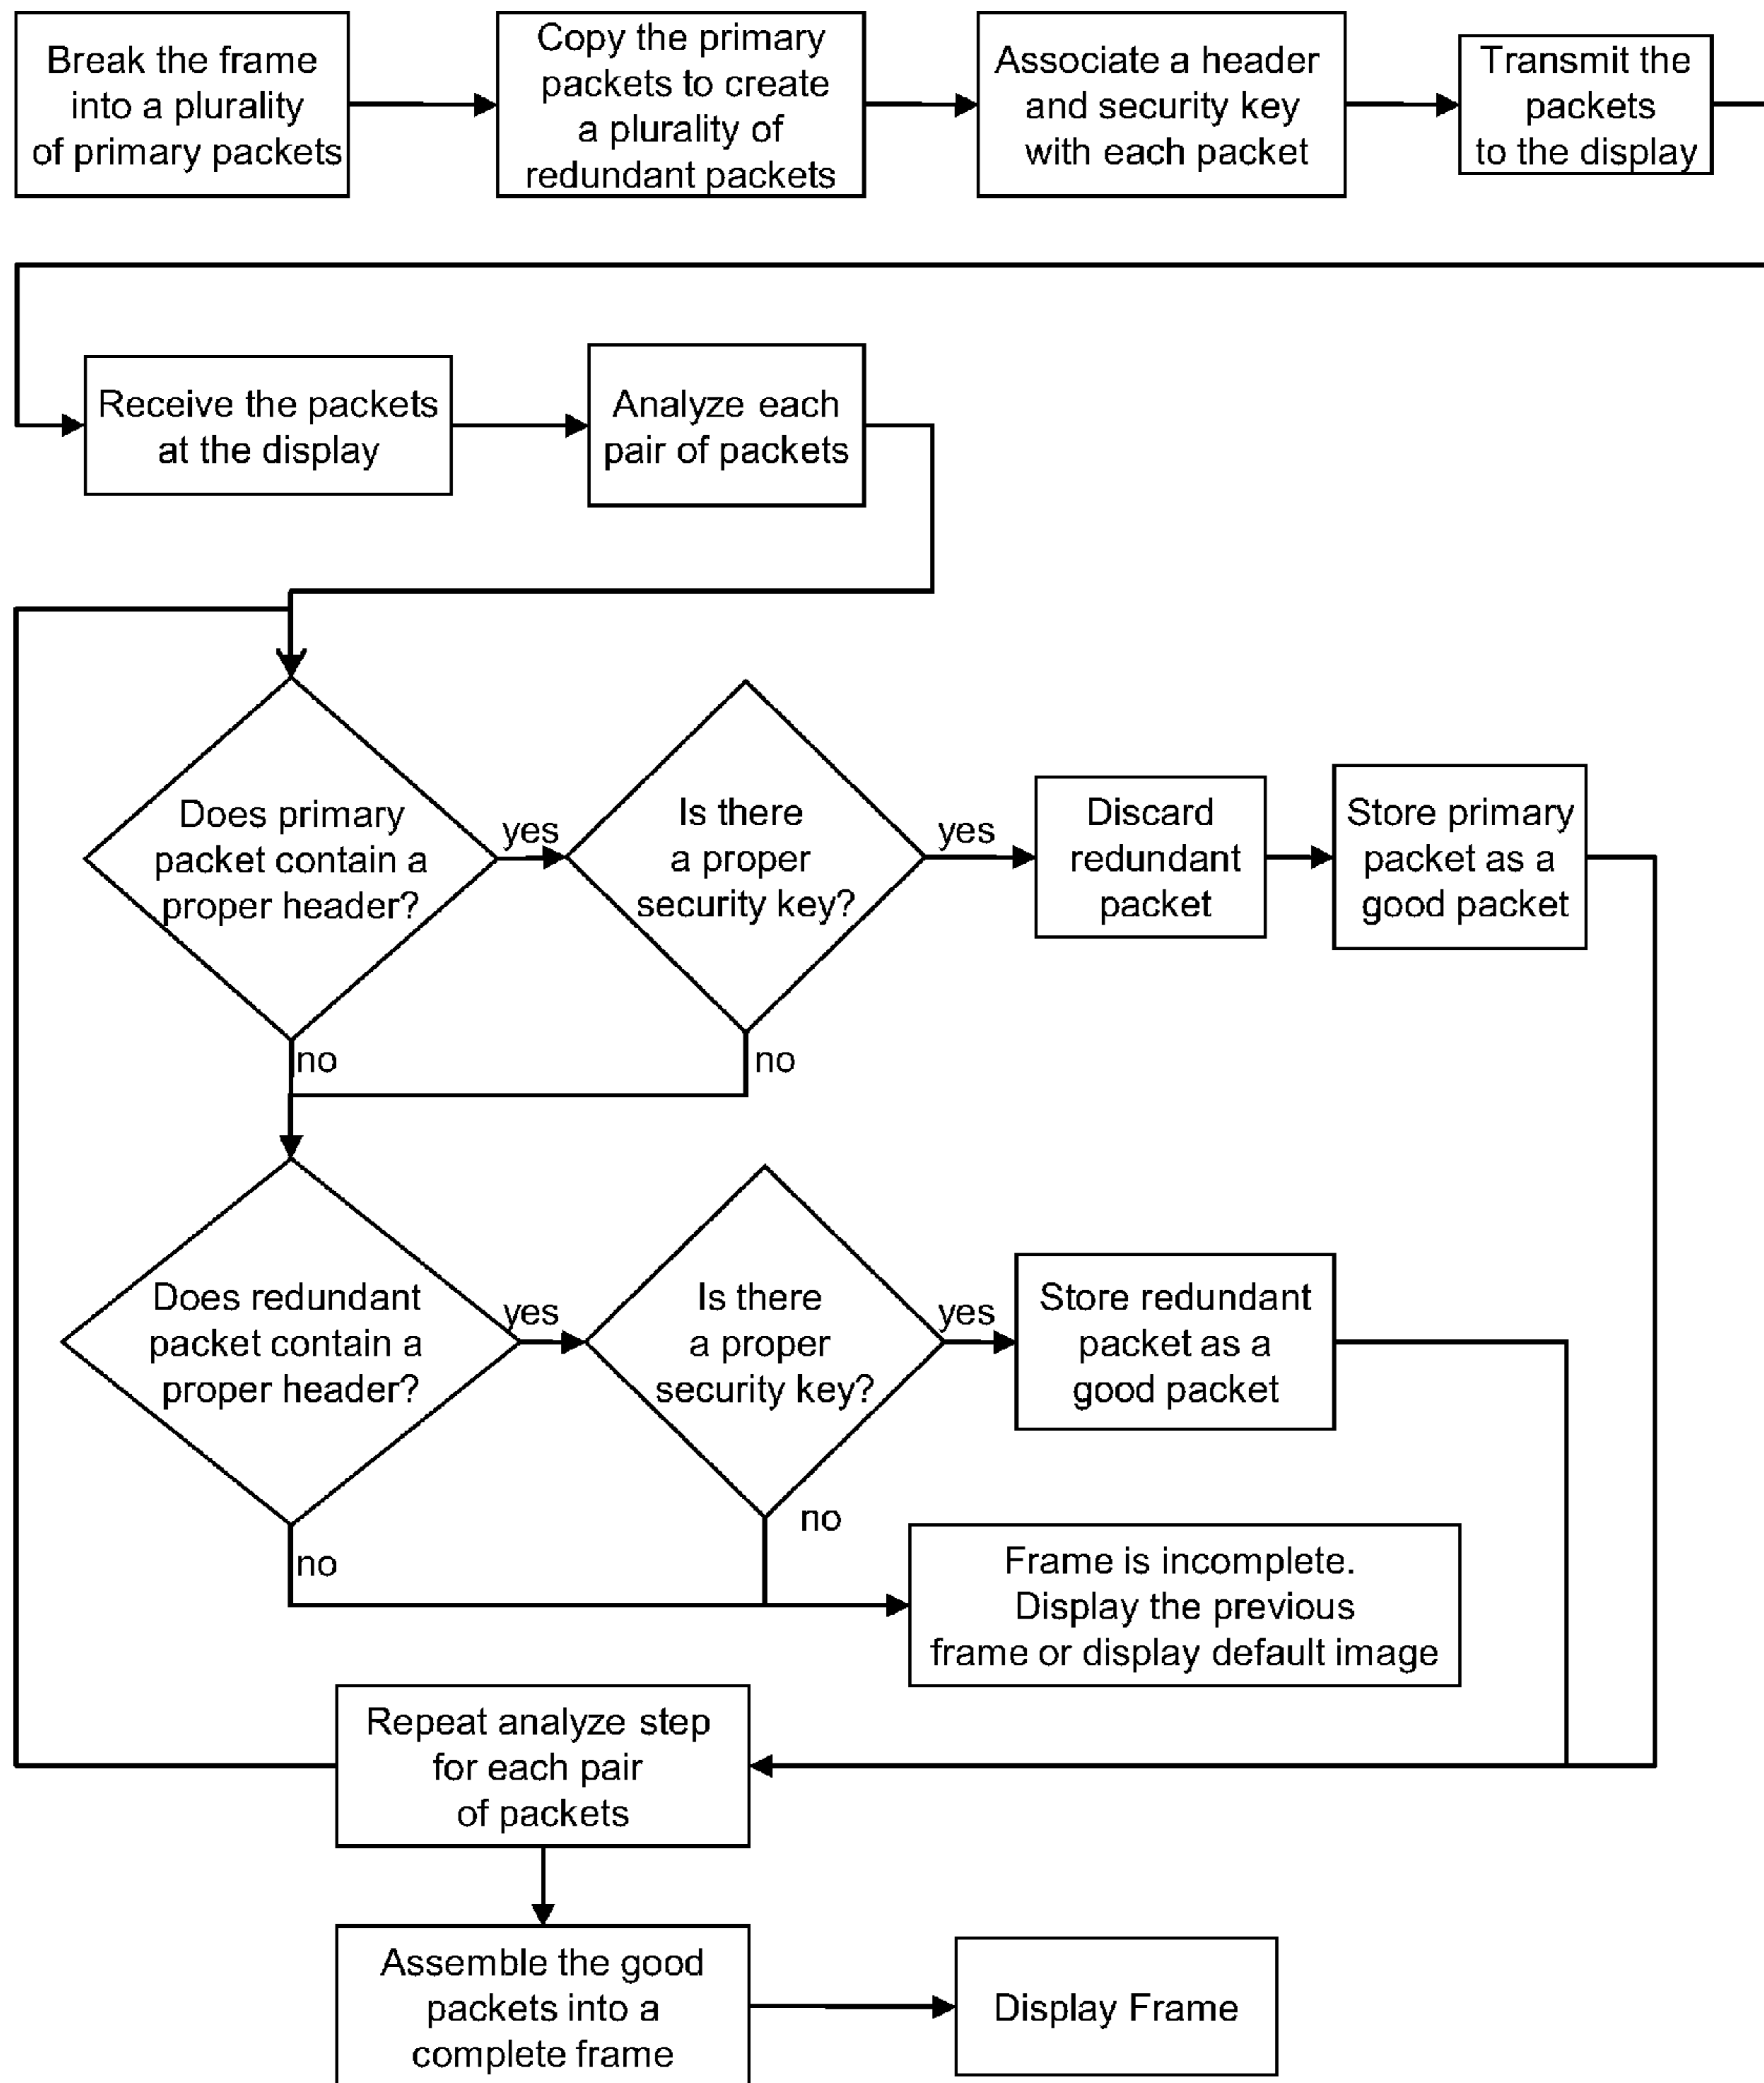 Break the frame
into a plurality
of primary packets
Copy the primary
packets to create
a plurality of
redundant packets
Associate a header
and security key
with each packet
Transmit the
packets
to the display
Receive the packets
at the display
Analyze each
pair of packets
Does primary
packet contain a
proper header?
yes
no
Is there
a proper
security key?
yes
no
Discard
redundant
packet
Store primary
packet as a
good packet
Does redundant
packet contain a
proper header?
yes
no
Is there
a proper
security key?
yes
no
Store redundant
packet as a
good packet
Frame is incomplete.
Display the previous
frame or display default image
Repeat analyze step
for each pair
of packets
Assemble the good
packets into a
complete frame
Display Frame